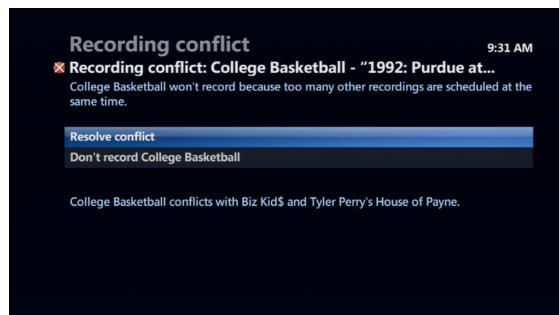 Recording conflict
9:31 AM
Recording conflict: College Basketball - “1992: Purdue at...
College Basketball won't record because too many other recordings are scheduled at the
same time.
Resolve conflict
Don't record College Basketball
College Basketball conflicts with Biz Kid$ and Tyler Perry's House of Payne.